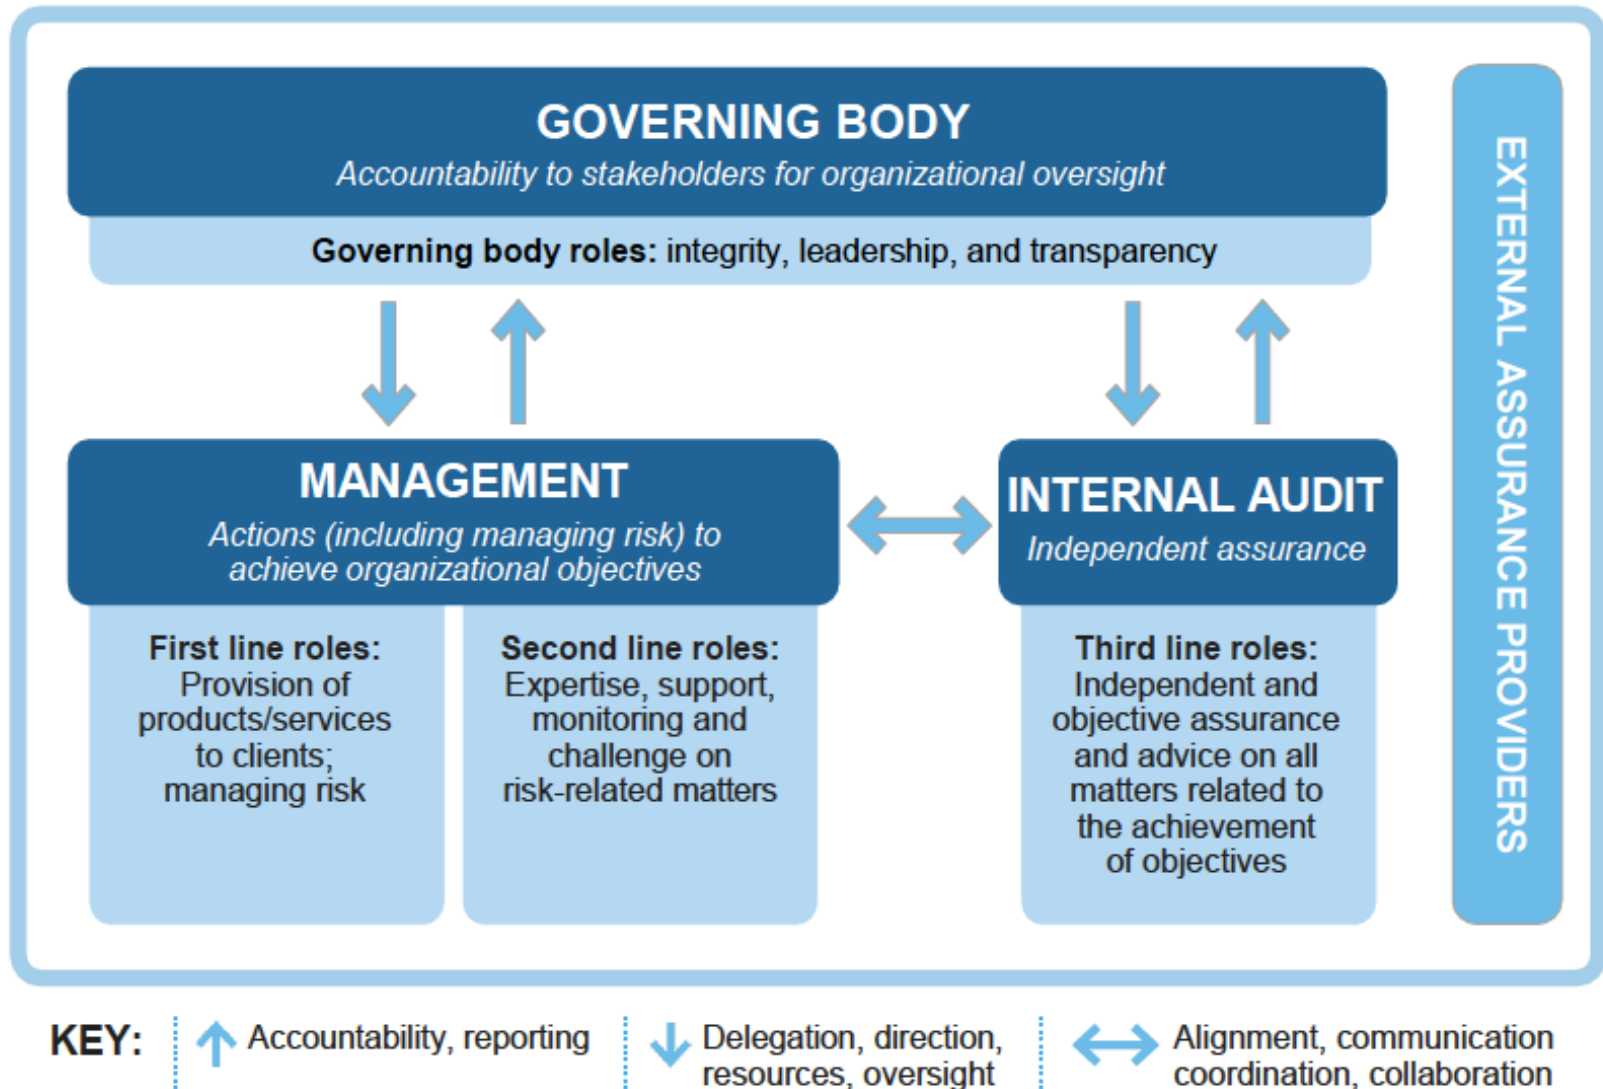 GOVERNING BODY
Accountability to stakeholders for organizational oversight
Governing body roles: integrity, leadership, and transparency
MANAGEMENT
Actions (including managing risk) to
achieve organizational objectives
First line roles:
Provision of
products/services
to clients;
managing risk
Second line roles:
Expertise, support,
monitoring and
challenge on
risk-related matters
INTERNAL AUDIT
Independent assurance
Third line roles:
Independent and
objective assurance
and advice on all
matters related to
the achievement
of objectives
EXTERNAL ASSURANCE PROVIDERS
KEY:
Accountability, reporting
Delegation, direction,
resources, oversight
Alignment, communication
coordination, collaboration